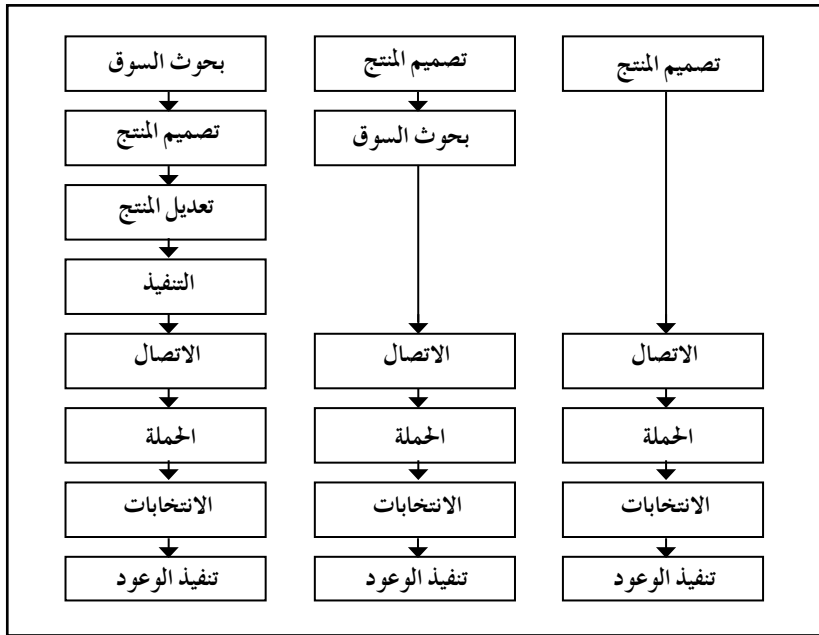 تصميم المنتج
الاتصال
الحملة
الانتخابات
تنفيذ الوعود
تصميم المنتج
بحوث السوق
الاتصال
الحملة
الانتخابات
تنفيذ الوعود
بحوث السوق
تصميم المنتج
تعديل المنتج
التنفيذ
الاتصال
الحملة
الانتخابات
تنفيذ الوعود